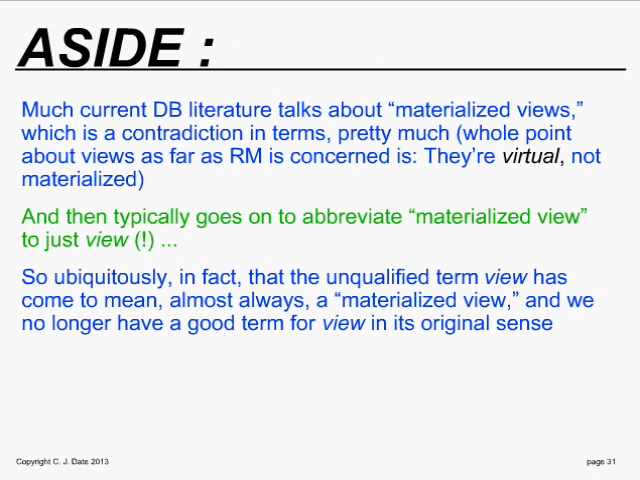 ASIDE :
Much current DB literature talks about “materialized views,”
which is a contradiction in terms, pretty much (whole point
about views as far as RM is concerned is: They’re virtual, not
materialized)
And then typically goes on to abbreviate “materialized view”
to just view (!) ...
So ubiquitously, in fact, that the unqualified term view has
come to mean, almost always, a “materialized view,” and we
no longer have a good term for view in its original sense
Copyright C. J. Date 2013
page 31